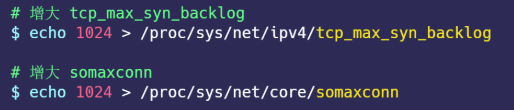 # 增大 tcp_max_syn_backlog
$ echo 1024 > /proc/sys/net/ipv4/tcp_max_syn_backlog
# 增大 somaxconn
$ echo 1024 > /proc/sys/net/core/somaxconn